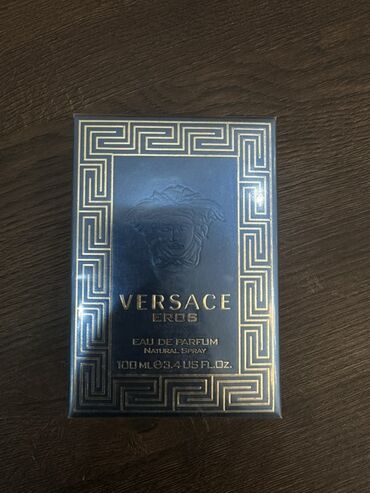 VERSACE
EROS
EAU DE PARFUM
NATURAL SPRAY
100 ML ℮ 3.4 US FL.OZ.